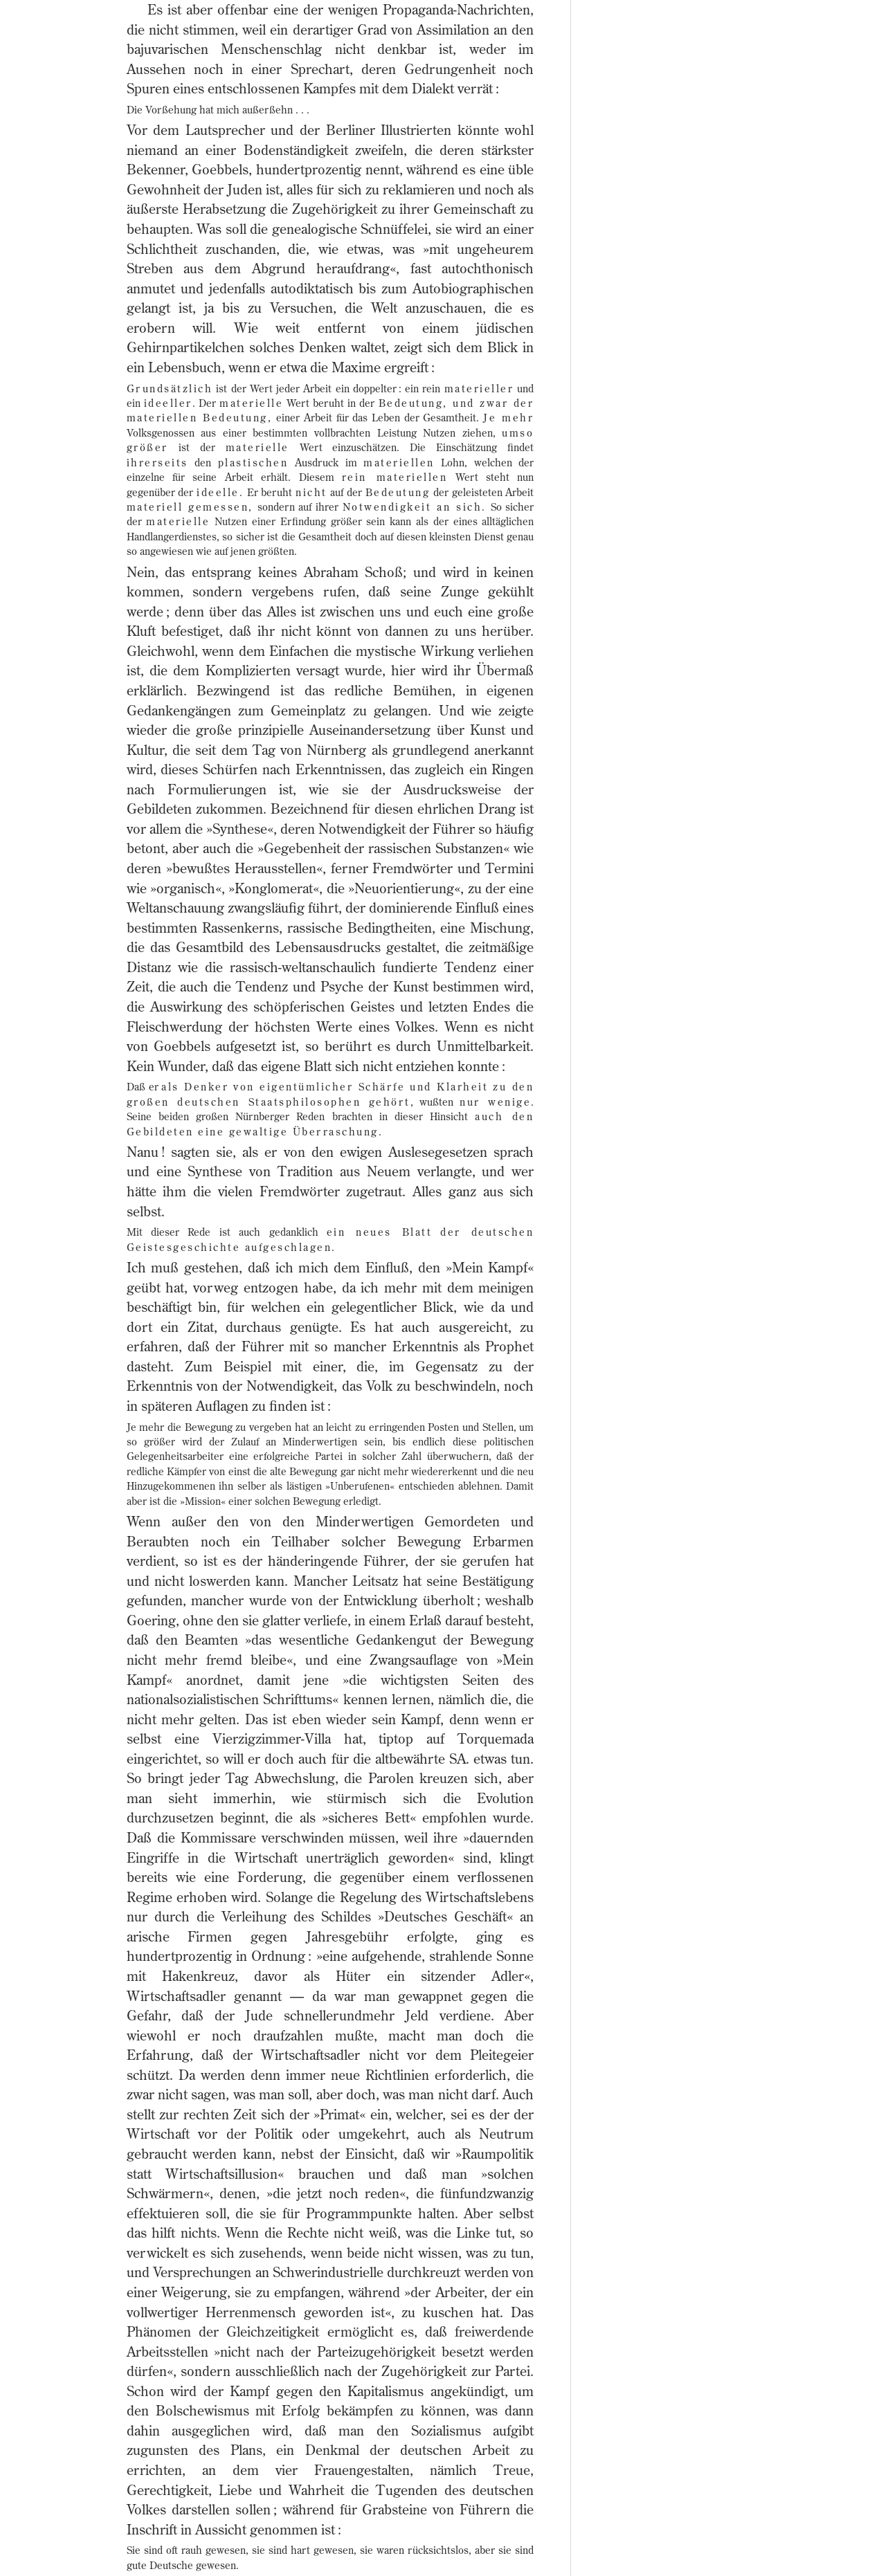 Es ist aber offenbar eine der wenigen Propaganda-Nachrichten,
die nicht stimmen, weil ein derartiger Grad von Assimilation an den
bajuvarischen Menschenschlag nicht denkbar ist, weder im
Aussehen noch in einer Sprechart, deren Gedrungenheit noch
Spuren eines entschlossenen Kampfes mit dem Dialekt verrät :
Die Vorßehung hat mich außerßehn . . .
Vor dem Lautsprecher und der Berliner Illustrierten könnte wohl
niemand an einer Bodenständigkeit zweifeln, die deren stärkster
Bekenner, Goebbels, hundertprozentig nennt, während es eine üble
Gewohnheit der Juden ist, alles für sich zu reklamieren und noch als
äußerste Herabsetzung die Zugehörigkeit zu ihrer Gemeinschaft zu
behaupten. Was soll die genealogische Schnüffelei, sie wird an einer
Schlichtheit zuschanden, die, wie etwas, was »mit ungeheurem
Streben aus dem Abgrund heraufdrang«, fast autochthonisch
anmutet und jedenfalls autodiktatisch bis zum Autobiographischen
gelangt ist, ja bis zu Versuchen, die Welt anzuschauen, die es
erobern will. Wie weit entfernt von einem jüdischen
Gehirnpartikelchen solches Denken waltet, zeigt sich dem Blick in
ein Lebensbuch, wenn er etwa die Maxime ergreift :
Grundsätzlich ist der Wert jeder Arbeit ein doppelter : ein rein materieller und
ein ideeller. Der materielle Wert beruht in der Bedeutung, und zwar der
materiellen Bedeutung, einer Arbeit für das Leben der Gesamtheit. Je mehr
Volksgenossen aus einer bestimmten vollbrachten Leistung Nutzen ziehen, umso
größer ist der materielle Wert einzuschätzen. Die Einschätzung findet
ihrerseits den plastischen Ausdruck im materiellen Lohn, welchen der
einzelne für seine Arbeit erhält. Diesem rein materiellen Wert steht nun
gegenüber der ideelle. Er beruht nicht auf der Bedeutung der geleisteten Arbeit
materiell gemessen, sondern auf ihrer Notwendigkeit an sich. So sicher
der materielle Nutzen einer Erfindung größer sein kann als der eines alltäglichen
Handlangerdienstes, so sicher ist die Gesamtheit doch auf diesen kleinsten Dienst genau
so angewiesen wie auf jenen größten.
Nein, das entsprang keines Abraham Schoß; und wird in keinen
kommen, sondern vergebens rufen, daß seine Zunge gekühlt
werde ; denn über das Alles ist zwischen uns und euch eine große
Kluft befestiget, daß ihr nicht könnt von dannen zu uns herüber.
Gleichwohl, wenn dem Einfachen die mystische Wirkung verliehen
ist, die dem Komplizierten versagt wurde, hier wird ihr Übermaß
erklärlich. Bezwingend ist das redliche Bemühen, in eigenen
Gedankengängen zum Gemeinplatz zu gelangen. Und wie zeigte
wieder die große prinzipielle Auseinandersetzung über Kunst und
Kultur, die seit dem Tag von Nürnberg als grundlegend anerkannt
wird, dieses Schürfen nach Erkenntnissen, das zugleich ein Ringen
nach Formulierungen ist, wie sie der Ausdrucksweise der
Gebildeten zukommen. Bezeichnend für diesen ehrlichen Drang ist
vor allem die »Synthese«, deren Notwendigkeit der Führer so häufig
betont, aber auch die »Gegebenheit der rassischen Substanzen« wie
deren »bewußtes Herausstellen«, ferner Fremdwörter und Termini
wie »organisch«, »Konglomerat«, die »Neuorientierung«, zu der eine
Weltanschauung zwangsläufig führt, der dominierende Einfluß eines
bestimmten Rassenkerns, rassische Bedingtheiten, eine Mischung,
die das Gesamtbild des Lebensausdrucks gestaltet, die zeitmäßige
Distanz wie die rassisch-weltanschaulich fundierte Tendenz einer
Zeit, die auch die Tendenz und Psyche der Kunst bestimmen wird,
die Auswirkung des schöpferischen Geistes und letzten Endes die
Fleischwerdung der höchsten Werte eines Volkes. Wenn es nicht
von Goebbels aufgesetzt ist, so berührt es durch Unmittelbarkeit.
Kein Wunder, daß das eigene Blatt sich nicht entziehen konnte :
Daß er als Denker von eigentümlicher Schärfe und Klarheit zu den
großen deutschen Staatsphilosophen gehört, wußten nur wenige.
Seine beiden großen Nürnberger Reden brachten in dieser Hinsicht auch den
Gebildeten eine gewaltige Überraschung.
Nanu ! sagten sie, als er von den ewigen Auslesegesetzen sprach
und eine Synthese von Tradition aus Neuem verlangte, und wer
hätte ihm die vielen Fremdwörter zugetraut. Alles ganz aus sich
selbst.
Mit dieser Rede ist auch gedanklich ein neues Blatt der deutschen
Geistesgeschichte aufgeschlagen.
Ich muß gestehen, daß ich mich dem Einfluß, den »Mein Kampf«
geübt hat, vorweg entzogen habe, da ich mehr mit dem meinigen
beschäftigt bin, für welchen ein gelegentlicher Blick, wie da und
dort ein Zitat, durchaus genügte. Es hat auch ausgereicht, zu
erfahren, daß der Führer mit so mancher Erkenntnis als Prophet
dasteht. Zum Beispiel mit einer, die, im Gegensatz zu der
Erkenntnis von der Notwendigkeit, das Volk zu beschwindeln, noch
in späteren Auflagen zu finden ist :
Je mehr die Bewegung zu vergeben hat an leicht zu erringenden Posten und Stellen, um
so größer wird der Zulauf an Minderwertigen sein, bis endlich diese politischen
Gelegenheitsarbeiter eine erfolgreiche Partei in solcher Zahl überwuchern, daß der
redliche Kämpfer von einst die alte Bewegung gar nicht mehr wiedererkennt und die neu
Hinzugekommenen ihn selber als lästigen »Unberufenen« entschieden ablehnen. Damit
aber ist die »Mission« einer solchen Bewegung erledigt.
Wenn außer den von den Minderwertigen Gemordeten und
Beraubten noch ein Teilhaber solcher Bewegung Erbarmen
verdient, so ist es der händeringende Führer, der sie gerufen hat
und nicht loswerden kann. Mancher Leitsatz hat seine Bestätigung
gefunden, mancher wurde von der Entwicklung überholt ; weshalb
Goering, ohne den sie glatter verliefe, in einem Erlaß darauf besteht,
daß den Beamten »das wesentliche Gedankengut der Bewegung
nicht mehr fremd bleibe«, und eine Zwangsauflage von »Mein
Kampf« anordnet, damit jene »die wichtigsten Seiten des
nationalsozialistischen Schrifttums« kennen lernen, nämlich die, die
nicht mehr gelten. Das ist eben wieder sein Kampf, denn wenn er
selbst eine Vierzigzimmer-Villa hat, tiptop auf Torquemada
eingerichtet, so will er doch auch für die altbewährte SA. etwas tun.
So bringt jeder Tag Abwechslung, die Parolen kreuzen sich, aber
man sieht immerhin, wie stürmisch sich die Evolution
durchzusetzen beginnt, die als »sicheres Bett« empfohlen wurde.
Daß die Kommissare verschwinden müssen, weil ihre »dauernden
Eingriffe in die Wirtschaft unerträglich geworden« sind, klingt
bereits wie eine Forderung, die gegenüber einem verflossenen
Regime erhoben wird. Solange die Regelung des Wirtschaftslebens
nur durch die Verleihung des Schildes »Deutsches Geschäft« an
arische Firmen gegen Jahresgebühr erfolgte, ging es
hundertprozentig in Ordnung : »eine aufgehende, strahlende Sonne
mit Hakenkreuz, davor als Hüter ein sitzender Adler«,
Wirtschaftsadler genannt — da war man gewappnet gegen die
Gefahr, daß der Jude schnellerundmehr Jeld verdiene. Aber
wiewohl er noch draufzahlen mußte, macht man doch die
Erfahrung, daß der Wirtschaftsadler nicht vor dem Pleitegeier
schützt. Da werden denn immer neue Richtlinien erforderlich, die
zwar nicht sagen, was man soll, aber doch, was man nicht darf. Auch
stellt zur rechten Zeit sich der »Primat« ein, welcher, sei es der der
Wirtschaft vor der Politik oder umgekehrt, auch als Neutrum
gebraucht werden kann, nebst der Einsicht, daß wir »Raumpolitik
statt Wirtschaftsillusion« brauchen und daß man »solchen
Schwärmern«, denen, »die jetzt noch reden«, die fünfundzwanzig
effektuieren soll, die sie für Programmpunkte halten. Aber selbst
das hilft nichts. Wenn die Rechte nicht weiß, was die Linke tut, so
verwickelt es sich zusehends, wenn beide nicht wissen, was zu tun,
und Versprechungen an Schwerindustrielle durchkreuzt werden von
einer Weigerung, sie zu empfangen, während »der Arbeiter, der ein
vollwertiger Herrenmensch geworden ist«, zu kuschen hat. Das
Phänomen der Gleichzeitigkeit ermöglicht es, daß freiwerdende
Arbeitsstellen »nicht nach der Parteizugehörigkeit besetzt werden
dürfen«, sondern ausschließlich nach der Zugehörigkeit zur Partei.
Schon wird der Kampf gegen den Kapitalismus angekündigt, um
den Bolschewismus mit Erfolg bekämpfen zu können, was dann
dahin ausgeglichen wird, daß man den Sozialismus aufgibt
zugunsten des Plans, ein Denkmal der deutschen Arbeit zu
errichten, an dem vier Frauengestalten, nämlich Treue,
Gerechtigkeit, Liebe und Wahrheit die Tugenden des deutschen
Volkes darstellen sollen ; während für Grabsteine von Führern die
Inschrift in Aussicht genommen ist :
Sie sind oft rauh gewesen, sie sind hart gewesen, sie waren rücksichtslos, aber sie sind
gute Deutsche gewesen.